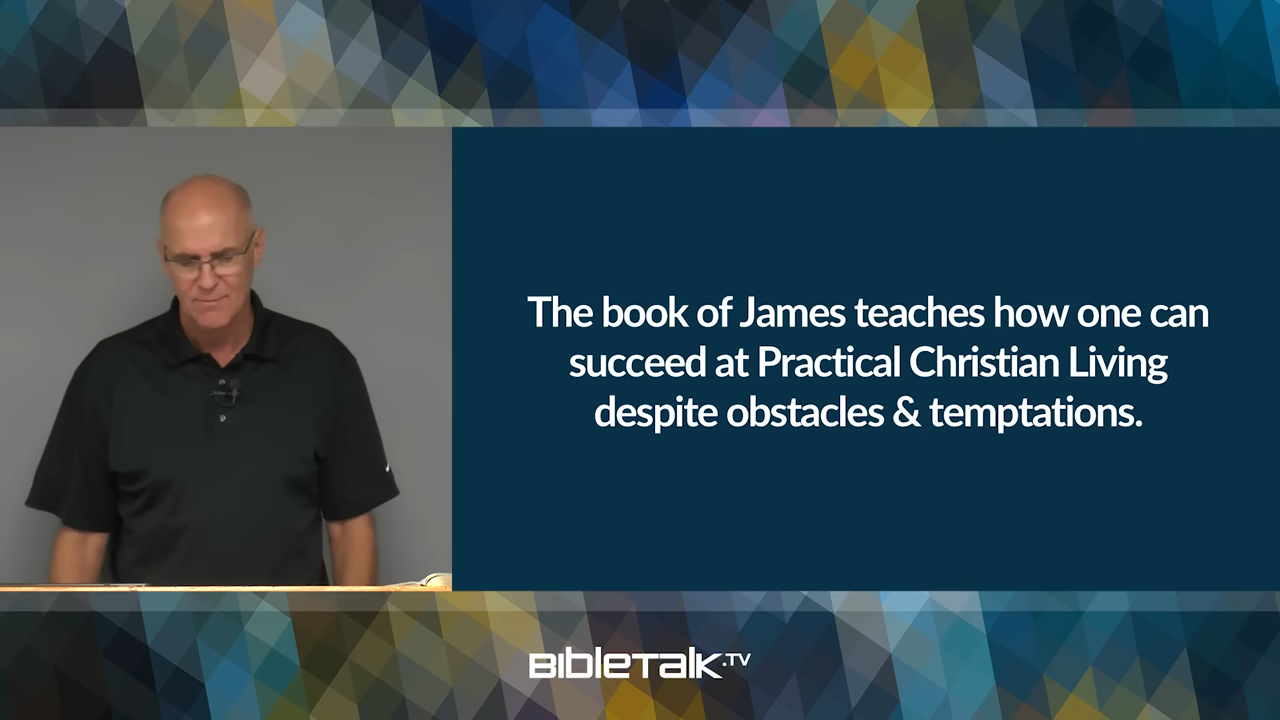 The book of James teaches how one can
succeed at Practical Christian Living
despite obstacles & temptations.
BIBLETALK.TV